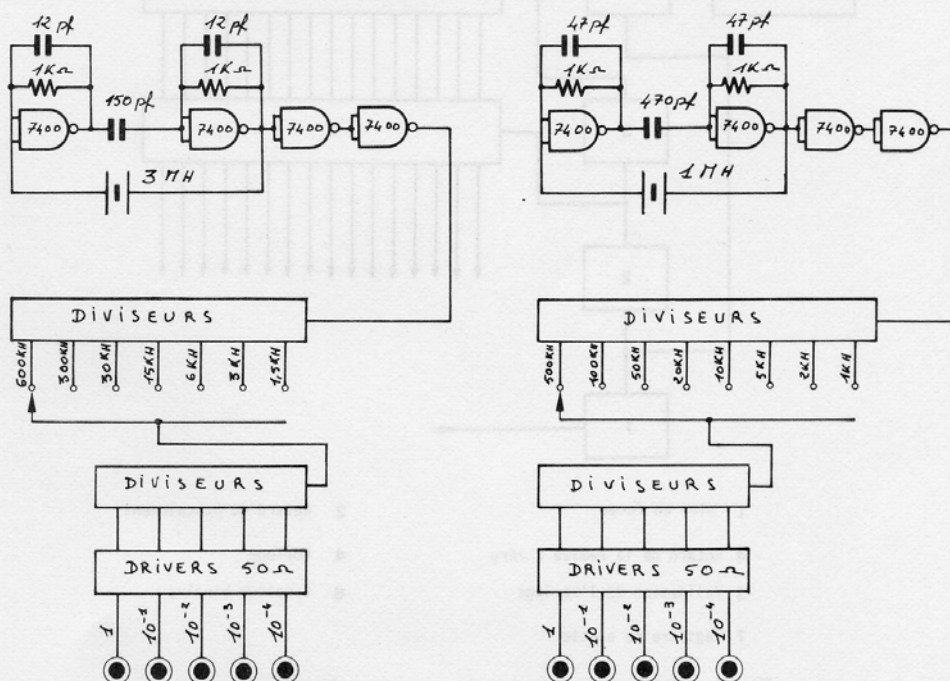 12 pf 12 pf
1KΩ 1KΩ
150 pf
7400 7400 7400 7400
3 MH
DIVISEURS
600KH 300KH 30KH 15KH 6KH 3KH 1,5KH
DIVISEURS
DRIVERS 50Ω
1 10⁻¹ 10⁻² 10⁻³ 10⁻⁴
47 pf 47 pf
1KΩ 1KΩ
470 pf
7400 7400 7400 7400
1 MH
DIVISEURS
500KH 100KH 50KH 20KH 10KH 5KH 2KH 1KH
DIVISEURS
DRIVERS 50Ω
1 10⁻¹ 10⁻² 10⁻³ 10⁻⁴